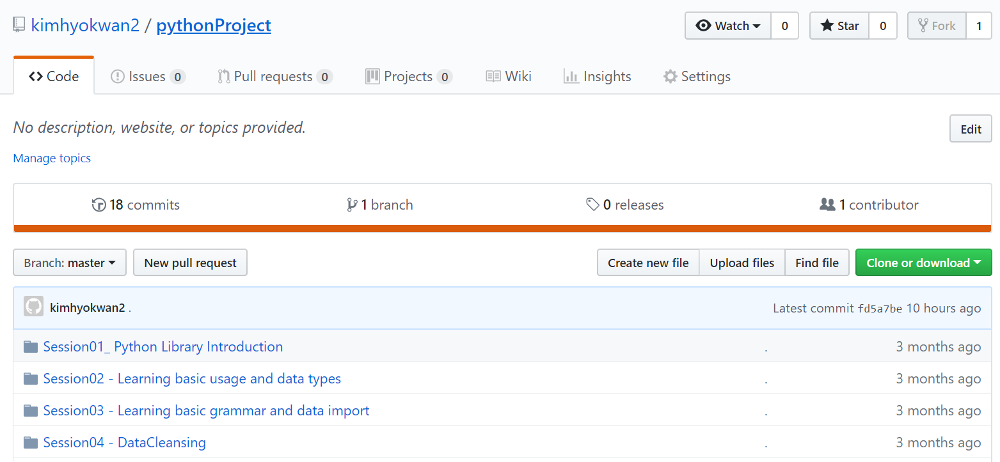 kimhyokwan2 / pythonProject
Watch 0 Star 0 Fork 1
Code Issues 0 Pull requests 0 Projects 0 Wiki Insights Settings
No description, website, or topics provided. Edit
Manage topics
18 commits 1 branch 0 releases 1 contributor
Branch: master New pull request Create new file Upload files Find file Clone or download
kimhyokwan2 . Latest commit fd5a7be 10 hours ago
Session01_ Python Library Introduction . 3 months ago
Session02 - Learning basic usage and data types . 3 months ago
Session03 - Learning basic grammar and data import . 3 months ago
Session04 - DataCleansing . 3 months ago